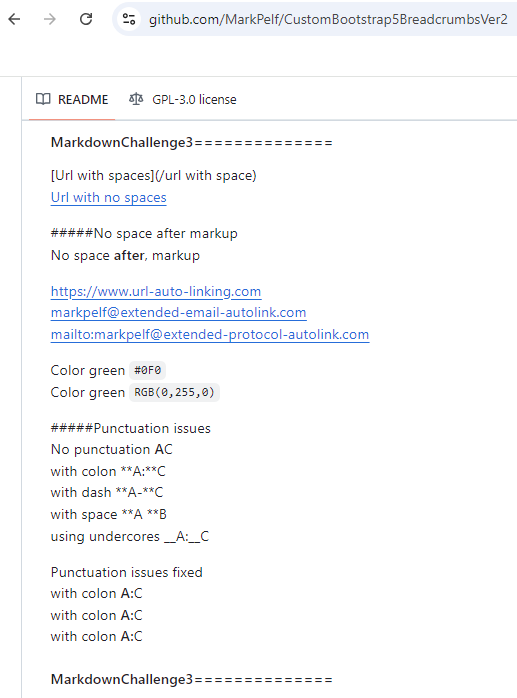 github.com/MarkPelf/CustomBootstrap5BreadcrumbsVer2
README GPL-3.0 license
MarkdownChallenge3==============
[Url with spaces](/url with space)
Url with no spaces
#####No space after markup
No space after, markup
https://www.url-auto-linking.com
markpelf@extended-email-autolink.com
mailto:markpelf@extended-protocol-autolink.com
Color green #0F0
Color green RGB(0,255,0)
#####Punctuation issues
No punctuation AC
with colon **A:**C
with dash **A-**C
with space **A **B
using undercores __A:__C
Punctuation issues fixed
with colon A:C
with colon A:C
with colon A:C
MarkdownChallenge3==============